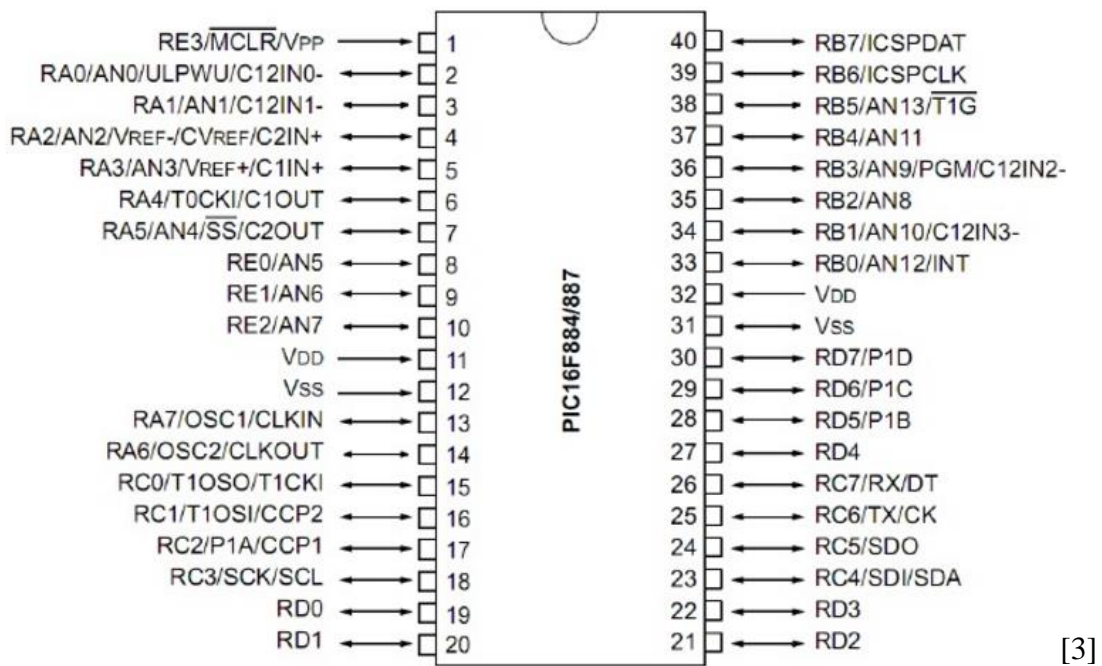 RE3/MCLR/VPP 1 40 RB7/ICSPDAT
RA0/AN0/ULPWU/C12IN0- 2 39 RB6/ICSPCLK
RA1/AN1/C12IN1- 3 38 RB5/AN13/T1G
RA2/AN2/VREF-/CVREF/C2IN+ 4 37 RB4/AN11
RA3/AN3/VREF+/C1IN+ 5 36 RB3/AN9/PGM/C12IN2-
RA4/T0CKI/C1OUT 6 35 RB2/AN8
RA5/AN4/SS/C2OUT 7 34 RB1/AN10/C12IN3-
RE0/AN5 8 33 RB0/AN12/INT
RE1/AN6 9 32 VDD
RE2/AN7 10 31 VSS
VDD 11 30 RD7/P1D
VSS 12 29 RD6/P1C
RA7/OSC1/CLKIN 13 28 RD5/P1B
RA6/OSC2/CLKOUT 14 27 RD4
RC0/T1OSO/T1CKI 15 26 RC7/RX/DT
RC1/T1OSI/CCP2 16 25 RC6/TX/CK
RC2/P1A/CCP1 17 24 RC5/SDO
RC3/SCK/SCL 18 23 RC4/SDI/SDA
RD0 19 22 RD3
RD1 20 21 RD2
PIC16F884/887
[3]